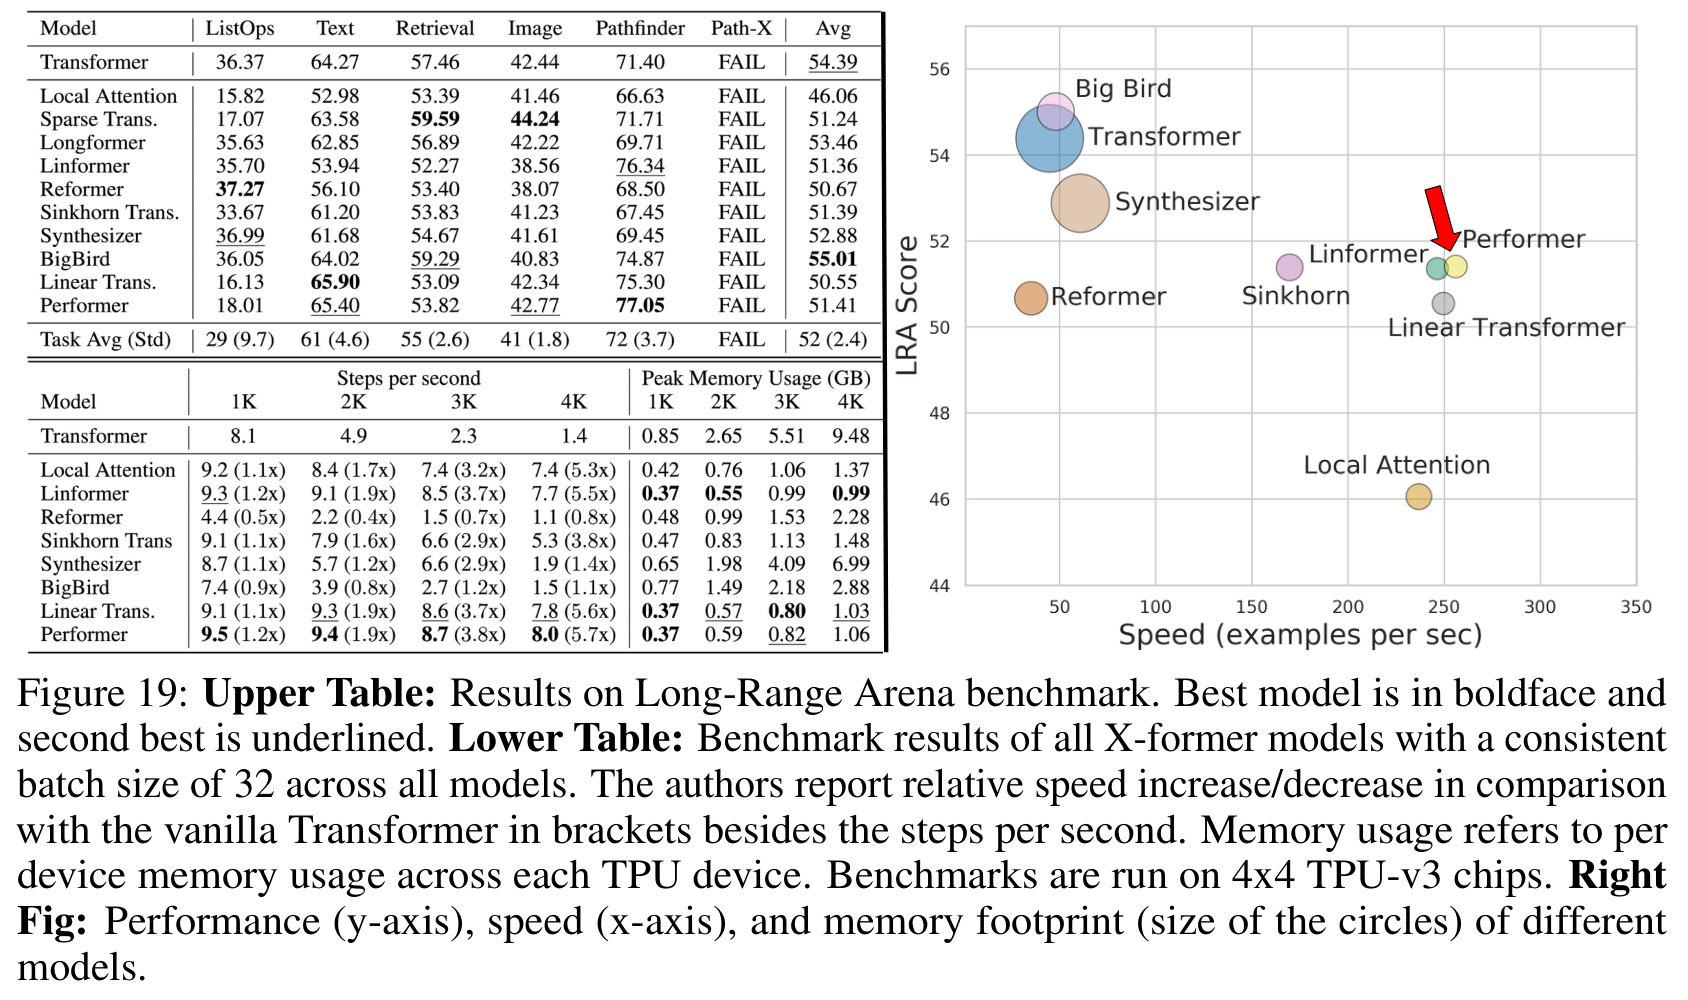 Model ListOps Text Retrieval Image Pathfinder Path-X Avg
Transformer 36.37 64.27 57.46 42.44 71.40 FAIL 54.39
Local Attention 15.82 52.98 53.39 41.46 66.63 FAIL 46.06
Sparse Trans. 17.07 63.58 59.59 44.24 71.71 FAIL 51.24
Longformer 35.63 62.85 56.89 42.22 69.71 FAIL 53.46
Linformer 35.70 53.94 52.27 38.56 76.34 FAIL 51.36
Reformer 37.27 56.10 53.40 38.07 68.50 FAIL 50.67
Sinkhorn Trans. 33.67 61.20 53.83 41.23 67.45 FAIL 51.39
Synthesizer 36.99 61.68 54.67 41.61 69.45 FAIL 52.88
BigBird 36.05 64.02 59.29 40.83 74.87 FAIL 55.01
Linear Trans. 16.13 65.90 53.09 42.34 75.30 FAIL 50.55
Performer 18.01 65.40 53.82 42.77 77.05 FAIL 51.41
Task Avg (Std) 29 (9.7) 61 (4.6) 55 (2.6) 41 (1.8) 72 (3.7) FAIL 52 (2.4)
Steps per second Peak Memory Usage (GB)
Model 1K 2K 3K 4K 1K 2K 3K 4K
Transformer 8.1 4.9 2.3 1.4 0.85 2.65 5.51 9.48
Local Attention 9.2 (1.1x) 8.4 (1.7x) 7.4 (3.2x) 7.4 (5.3x) 0.42 0.76 1.06 1.37
Linformer 9.3 (1.2x) 9.1 (1.9x) 8.5 (3.7x) 7.7 (5.5x) 0.37 0.55 0.99 0.99
Reformer 4.4 (0.5x) 2.2 (0.4x) 1.5 (0.7x) 1.1 (0.8x) 0.48 0.99 1.53 2.28
Sinkhorn Trans 9.1 (1.1x) 7.9 (1.6x) 6.6 (2.9x) 5.3 (3.8x) 0.47 0.83 1.13 1.48
Synthesizer 8.7 (1.1x) 5.7 (1.2x) 6.6 (2.9x) 1.9 (1.4x) 0.65 1.98 4.09 6.99
BigBird 7.4 (0.9x) 3.9 (0.8x) 2.7 (1.2x) 1.5 (1.1x) 0.77 1.49 2.18 2.88
Linear Trans. 9.1 (1.1x) 9.3 (1.9x) 8.6 (3.7x) 7.8 (5.6x) 0.37 0.57 0.80 1.03
Performer 9.5 (1.2x) 9.4 (1.9x) 8.7 (3.8x) 8.0 (5.7x) 0.37 0.59 0.82 1.06
LRA Score
56
54
52
50
48
46
44
Big Bird
Transformer
Synthesizer
Performer
Linformer
Sinkhorn
Reformer
Linear Transformer
Local Attention
50 100 150 200 250 300 350
Speed (examples per sec)
Figure 19: Upper Table: Results on Long-Range Arena benchmark. Best model is in boldface and
second best is underlined. Lower Table: Benchmark results of all X-former models with a consistent
batch size of 32 across all models. The authors report relative speed increase/decrease in comparison
with the vanilla Transformer in brackets besides the steps per second. Memory usage refers to per
device memory usage across each TPU device. Benchmarks are run on 4x4 TPU-v3 chips. Right
Fig: Performance (y-axis), speed (x-axis), and memory footprint (size of the circles) of different
models.